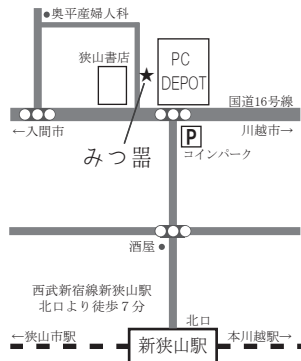 ●奥平産婦人科
狭山書店
★
PC
DEPOT
国道16号線
←入間市
川越市→
みつ噐
P
コインパーク
酒屋●
西武新宿線新狭山駅
北口より徒歩7分
北口
←狭山市駅
新狭山駅
本川越駅→